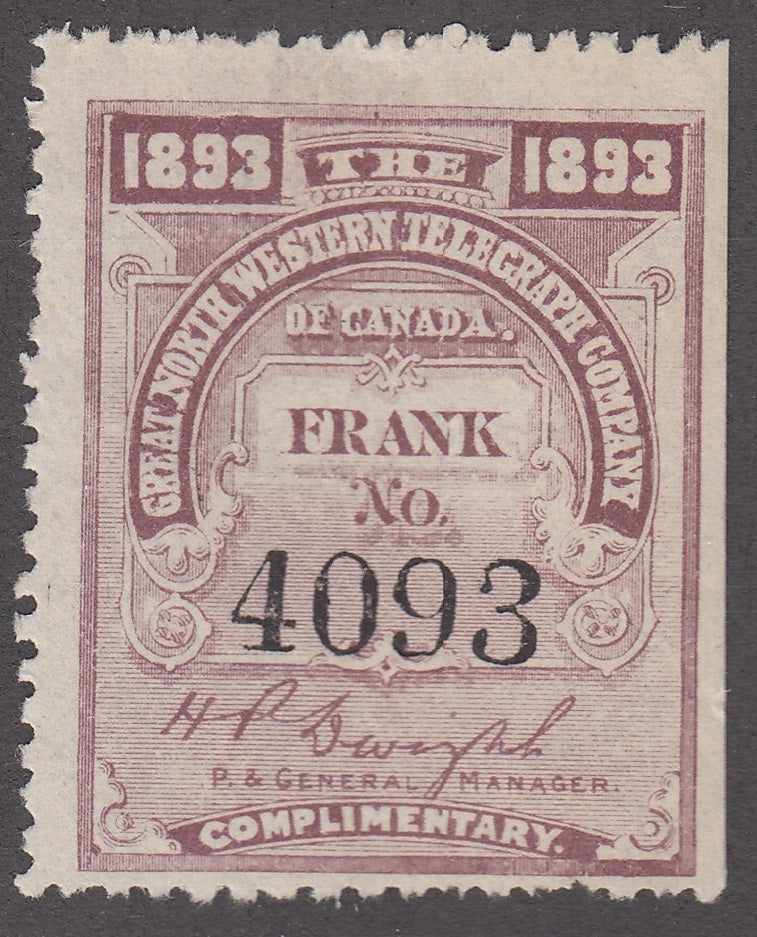 1893 THE 1893
GREAT NORTH WESTERN TELEGRAPH COMPANY
OF CANADA.
FRANK
No.
4093
H P Dwight
P. & GENERAL MANAGER.
COMPLIMENTARY.